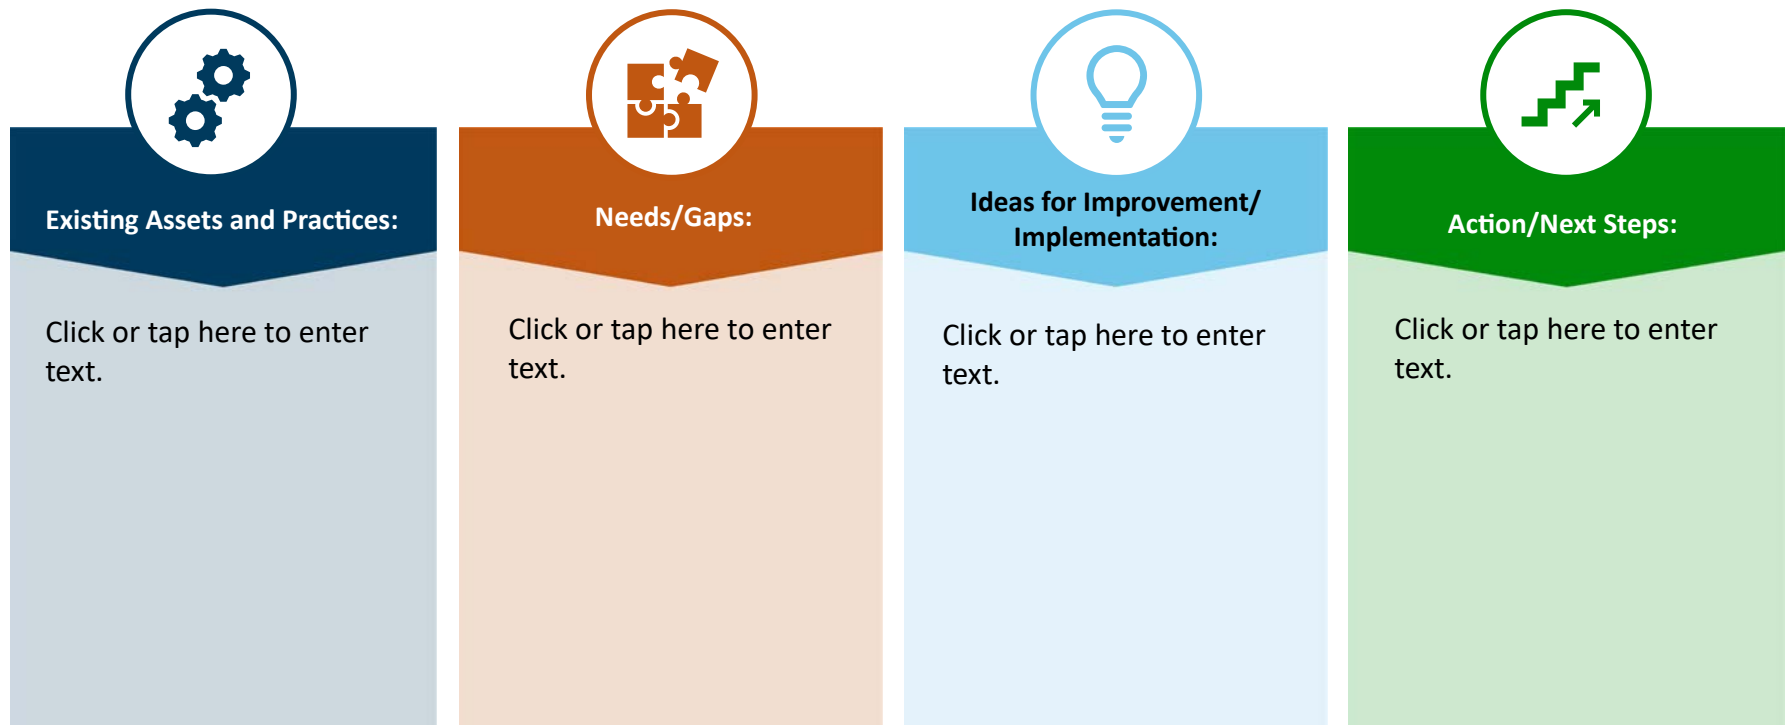 Existing Assets and Practices:
Click or tap here to enter
text.
Needs/Gaps:
Click or tap here to enter
text.
Ideas for Improvement/
Implementation:
Click or tap here to enter
text.
Action/Next Steps:
Click or tap here to enter
text.